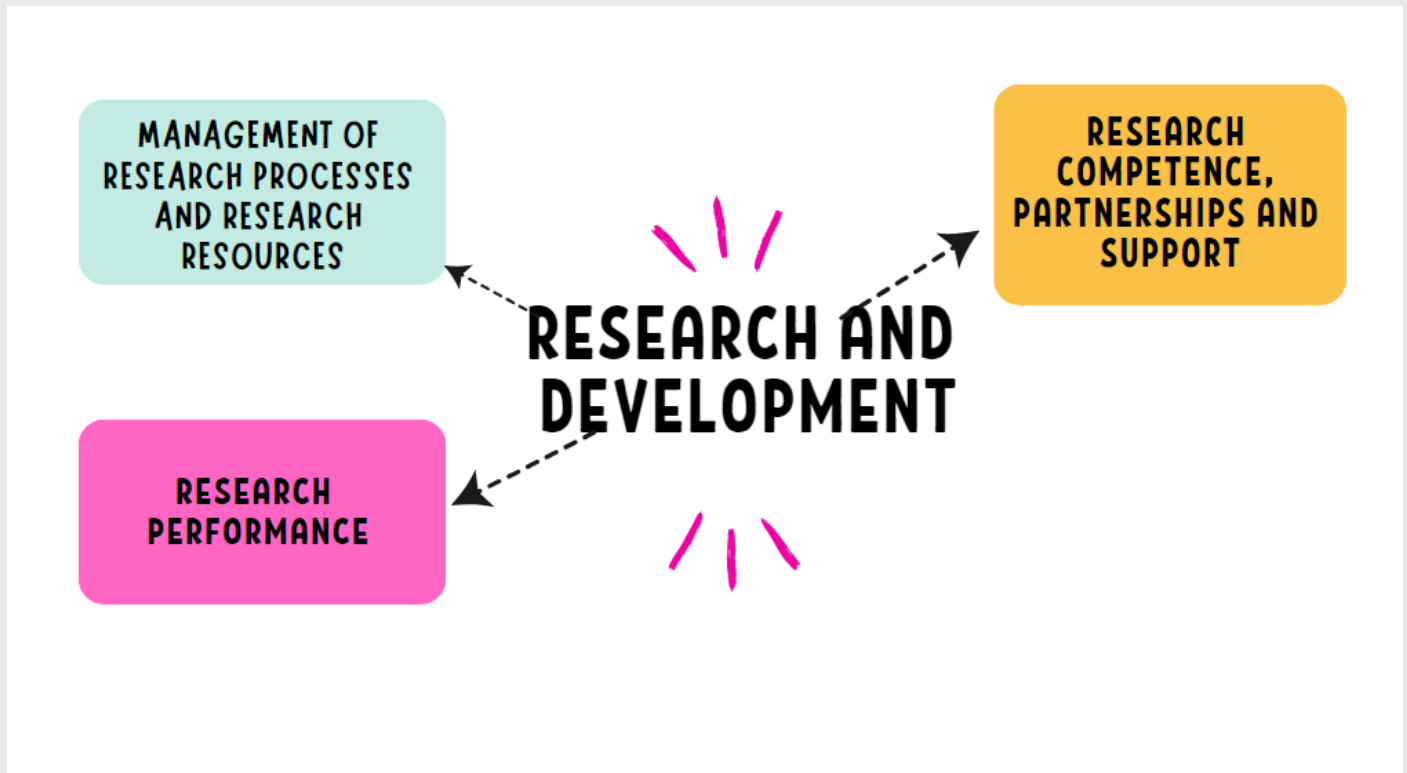 MANAGEMENT OF
RESEARCH PROCESSES
AND RESEARCH
RESOURCES
RESEARCH
COMPETENCE,
PARTNERSHIPS AND
SUPPORT
RESEARCH AND
DEVELOPMENT
RESEARCH
PERFORMANCE